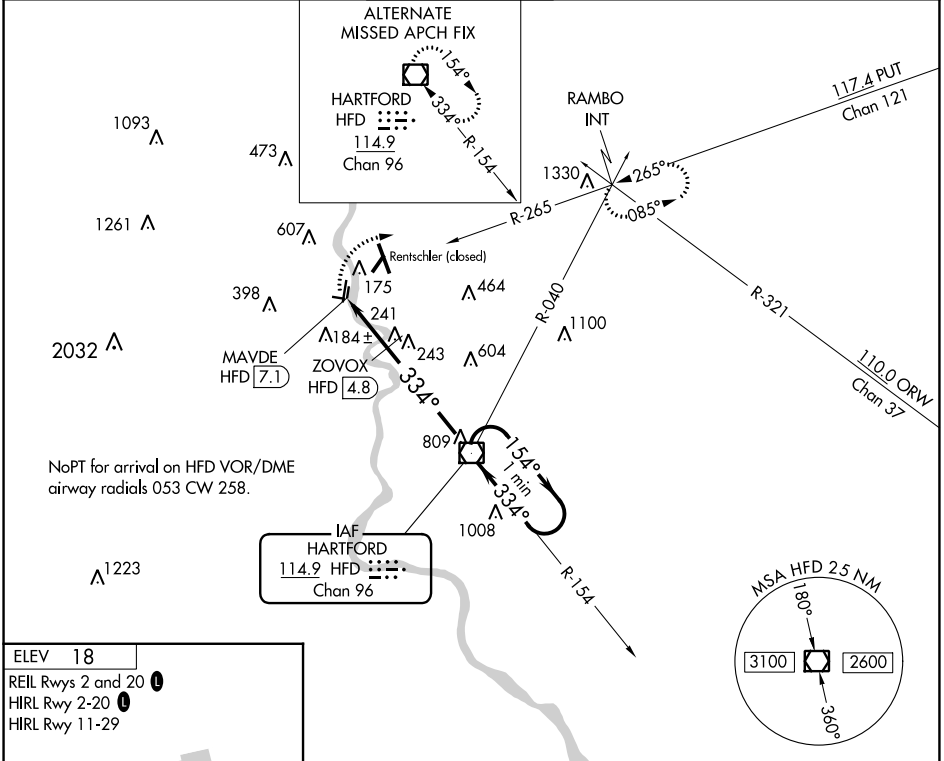 ALTERNATE
MISSED APCH FIX
154°
HARTFORD
HFD
114.9
Chan 96
334°
R-154
RAMBO
INT
117.4 PUT
Chan 121
1093
473
1330
265°
085°
R-265
1261
607
Rentschler (closed)
175
464
R-040
R-321
398
241
1100
2032
184±
243
604
MAVDE
HFD 7.1
ZOVOX
HFD 4.8
334°
110.0 ORW
Chan 37
809
154°
1 min
334°
NoPT for arrival on HFD VOR/DME
airway radials 053 CW 258.
1008
IAF
HARTFORD
114.9 HFD
Chan 96
1223
R-154
MSA HFD 25 NM
180°
3100
2600
360°
ELEV 18
REIL Rwys 2 and 20 L
HIRL Rwy 2-20 L
HIRL Rwy 11-29